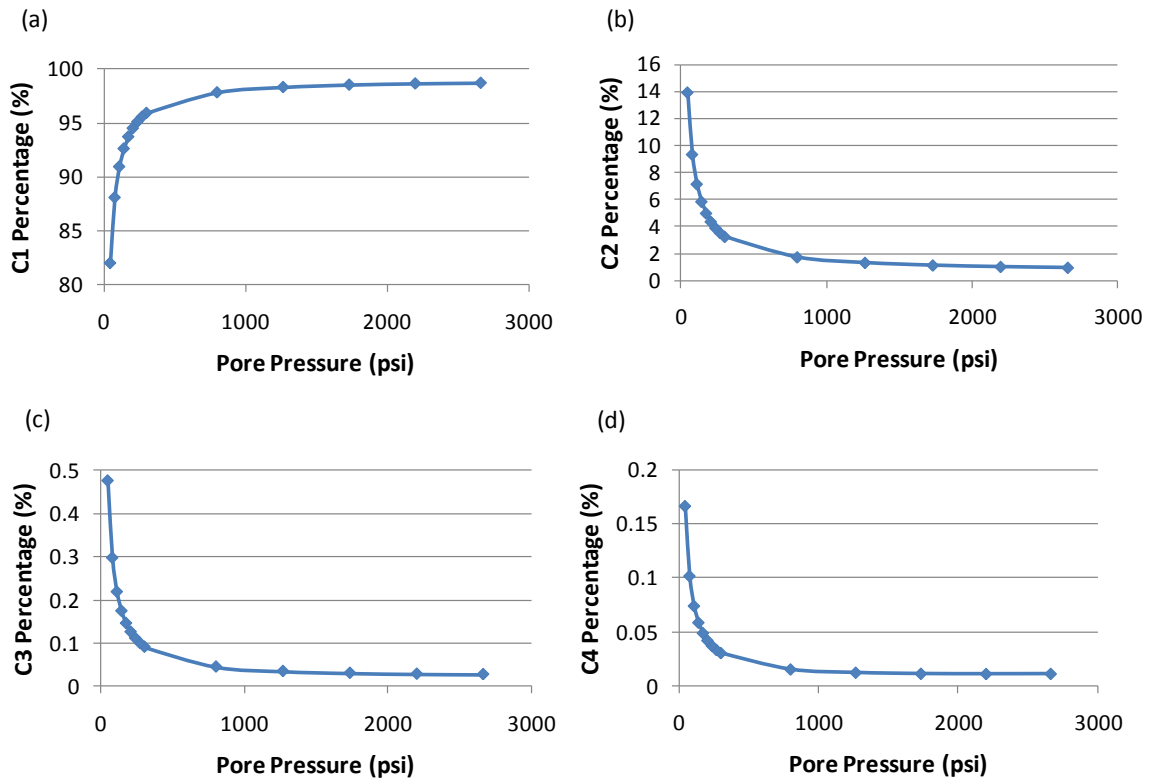 (a)
C1 Percentage (%)
100
95
90
85
80
0 1000 2000 3000
Pore Pressure (psi)
(b)
C2 Percentage (%)
16
14
12
10
8
6
4
2
0
0 1000 2000 3000
Pore Pressure (psi)
(c)
C3 Percentage (%)
0.5
0.4
0.3
0.2
0.1
0
0 1000 2000 3000
Pore Pressure (psi)
(d)
C4 Percentage (%)
0.2
0.15
0.1
0.05
0
0 1000 2000 3000
Pore Pressure (psi)